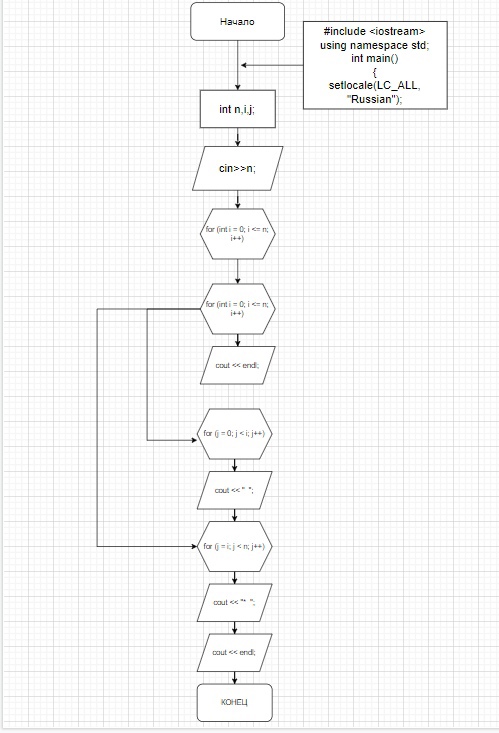 Начало
#include <iostream>
using namespace std;
int main()
{
setlocale(LC_ALL,
"Russian");
int n,i,j;
cin>>n;
for (int i = 0; i <= n;
i++)
for (int i = 0; i <= n;
i++)
cout << endl;
for (j = 0; j < i; j++)
cout << "  ";
for (j = i; j < n; j++)
cout << "*  ";
cout << endl;
КОНЕЦ